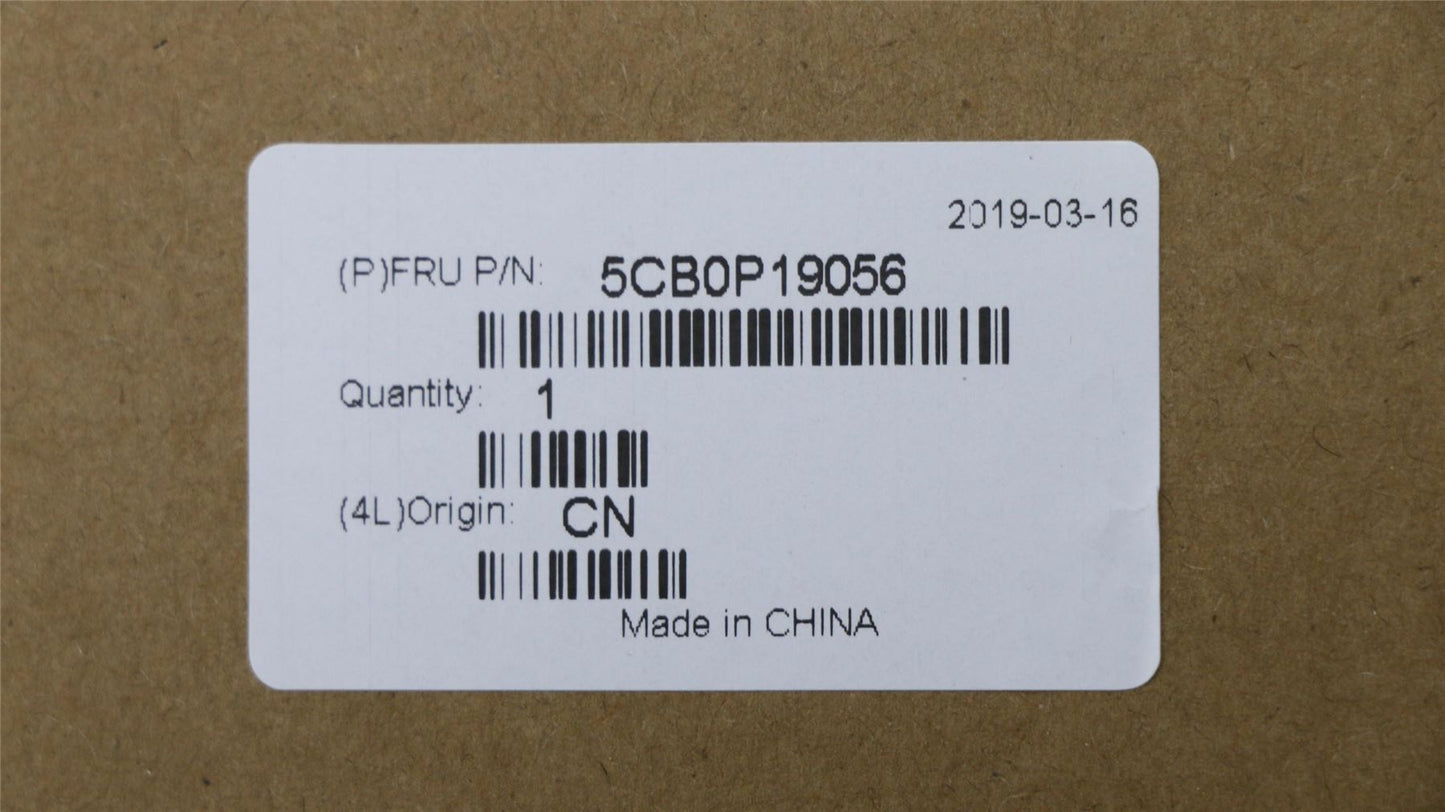 2019-03-16
(P)FRU P/N: 5CB0P19056
Quantity: 1
(4L)Origin: CN
Made in CHINA